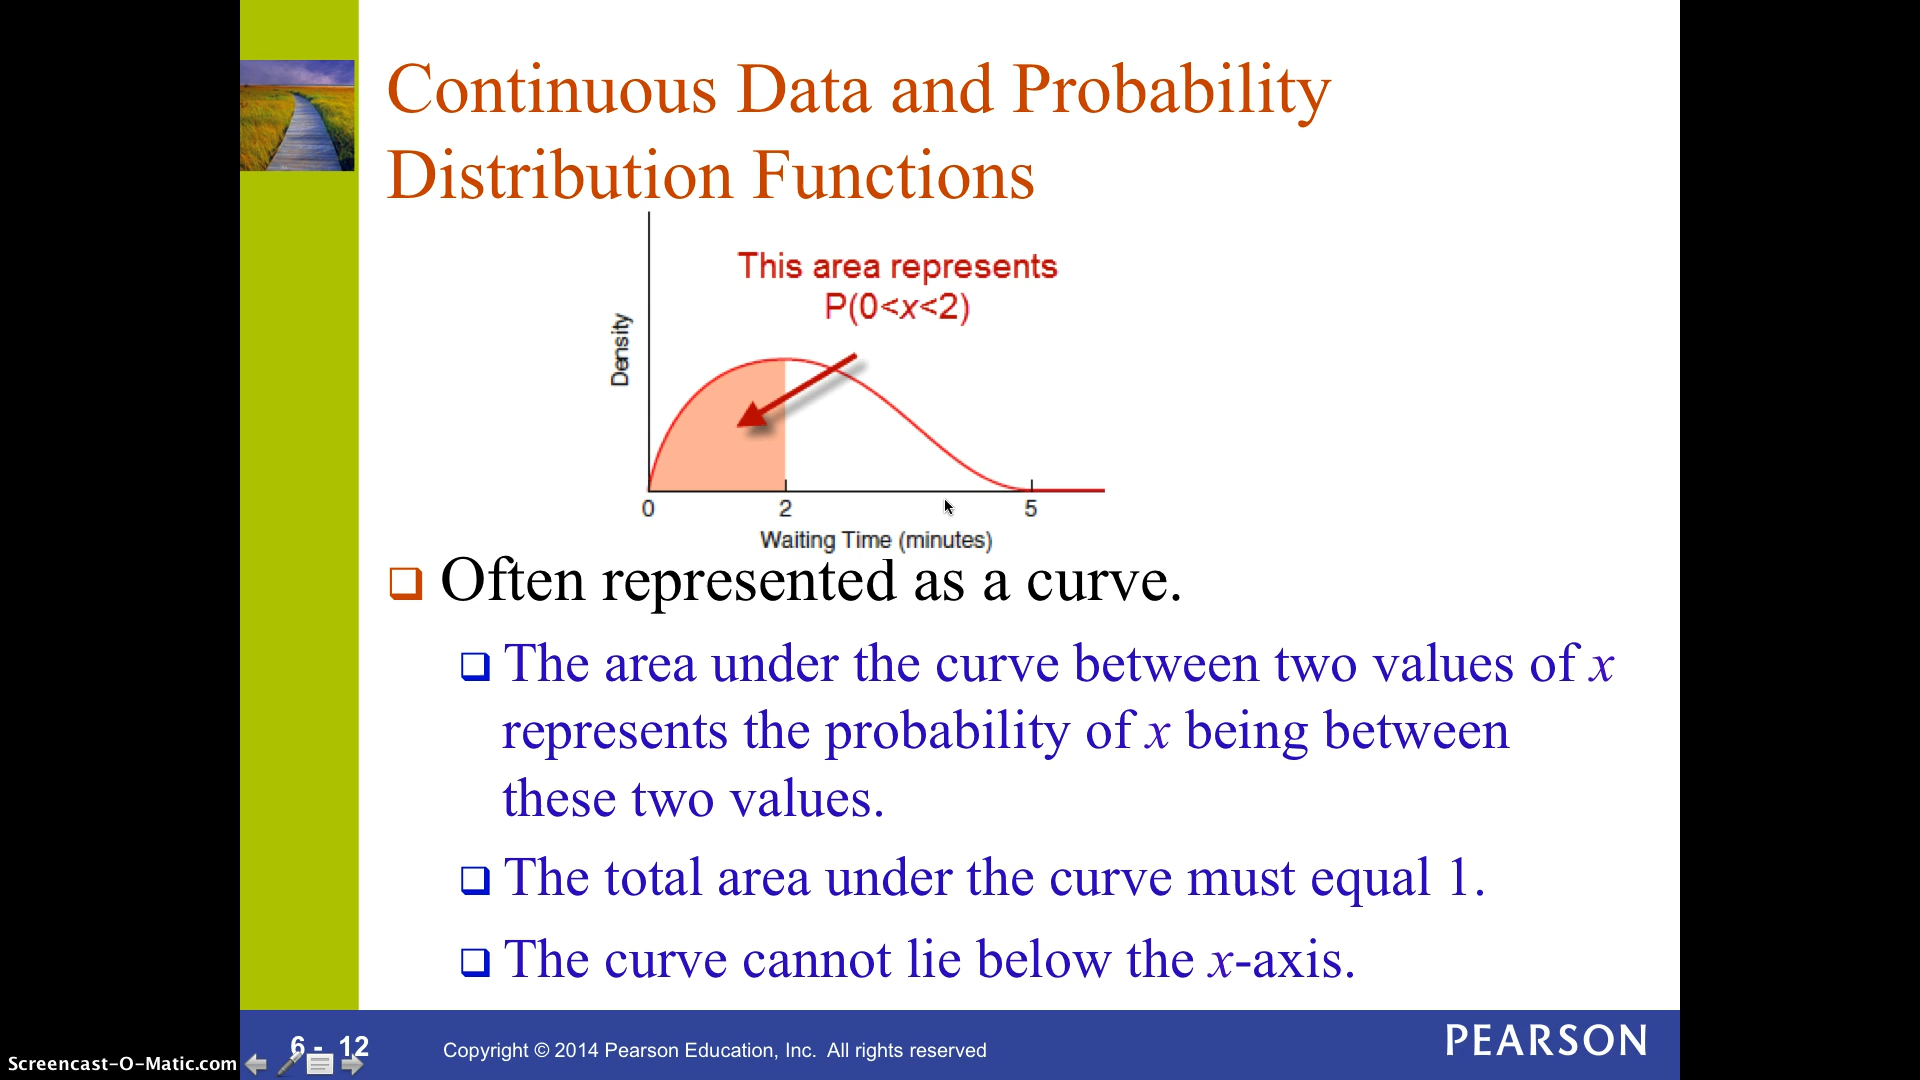 Continuous Data and Probability
Distribution Functions
This area represents
P(0<x<2)
Density
0 2 5
Waiting Time (minutes)
❑ Often represented as a curve.
❑ The area under the curve between two values of x
represents the probability of x being between
these two values.
❑ The total area under the curve must equal 1.
❑ The curve cannot lie below the x-axis.
6 - 12
Copyright © 2014 Pearson Education, Inc. All rights reserved
PEARSON
Screencast-O-Matic.com